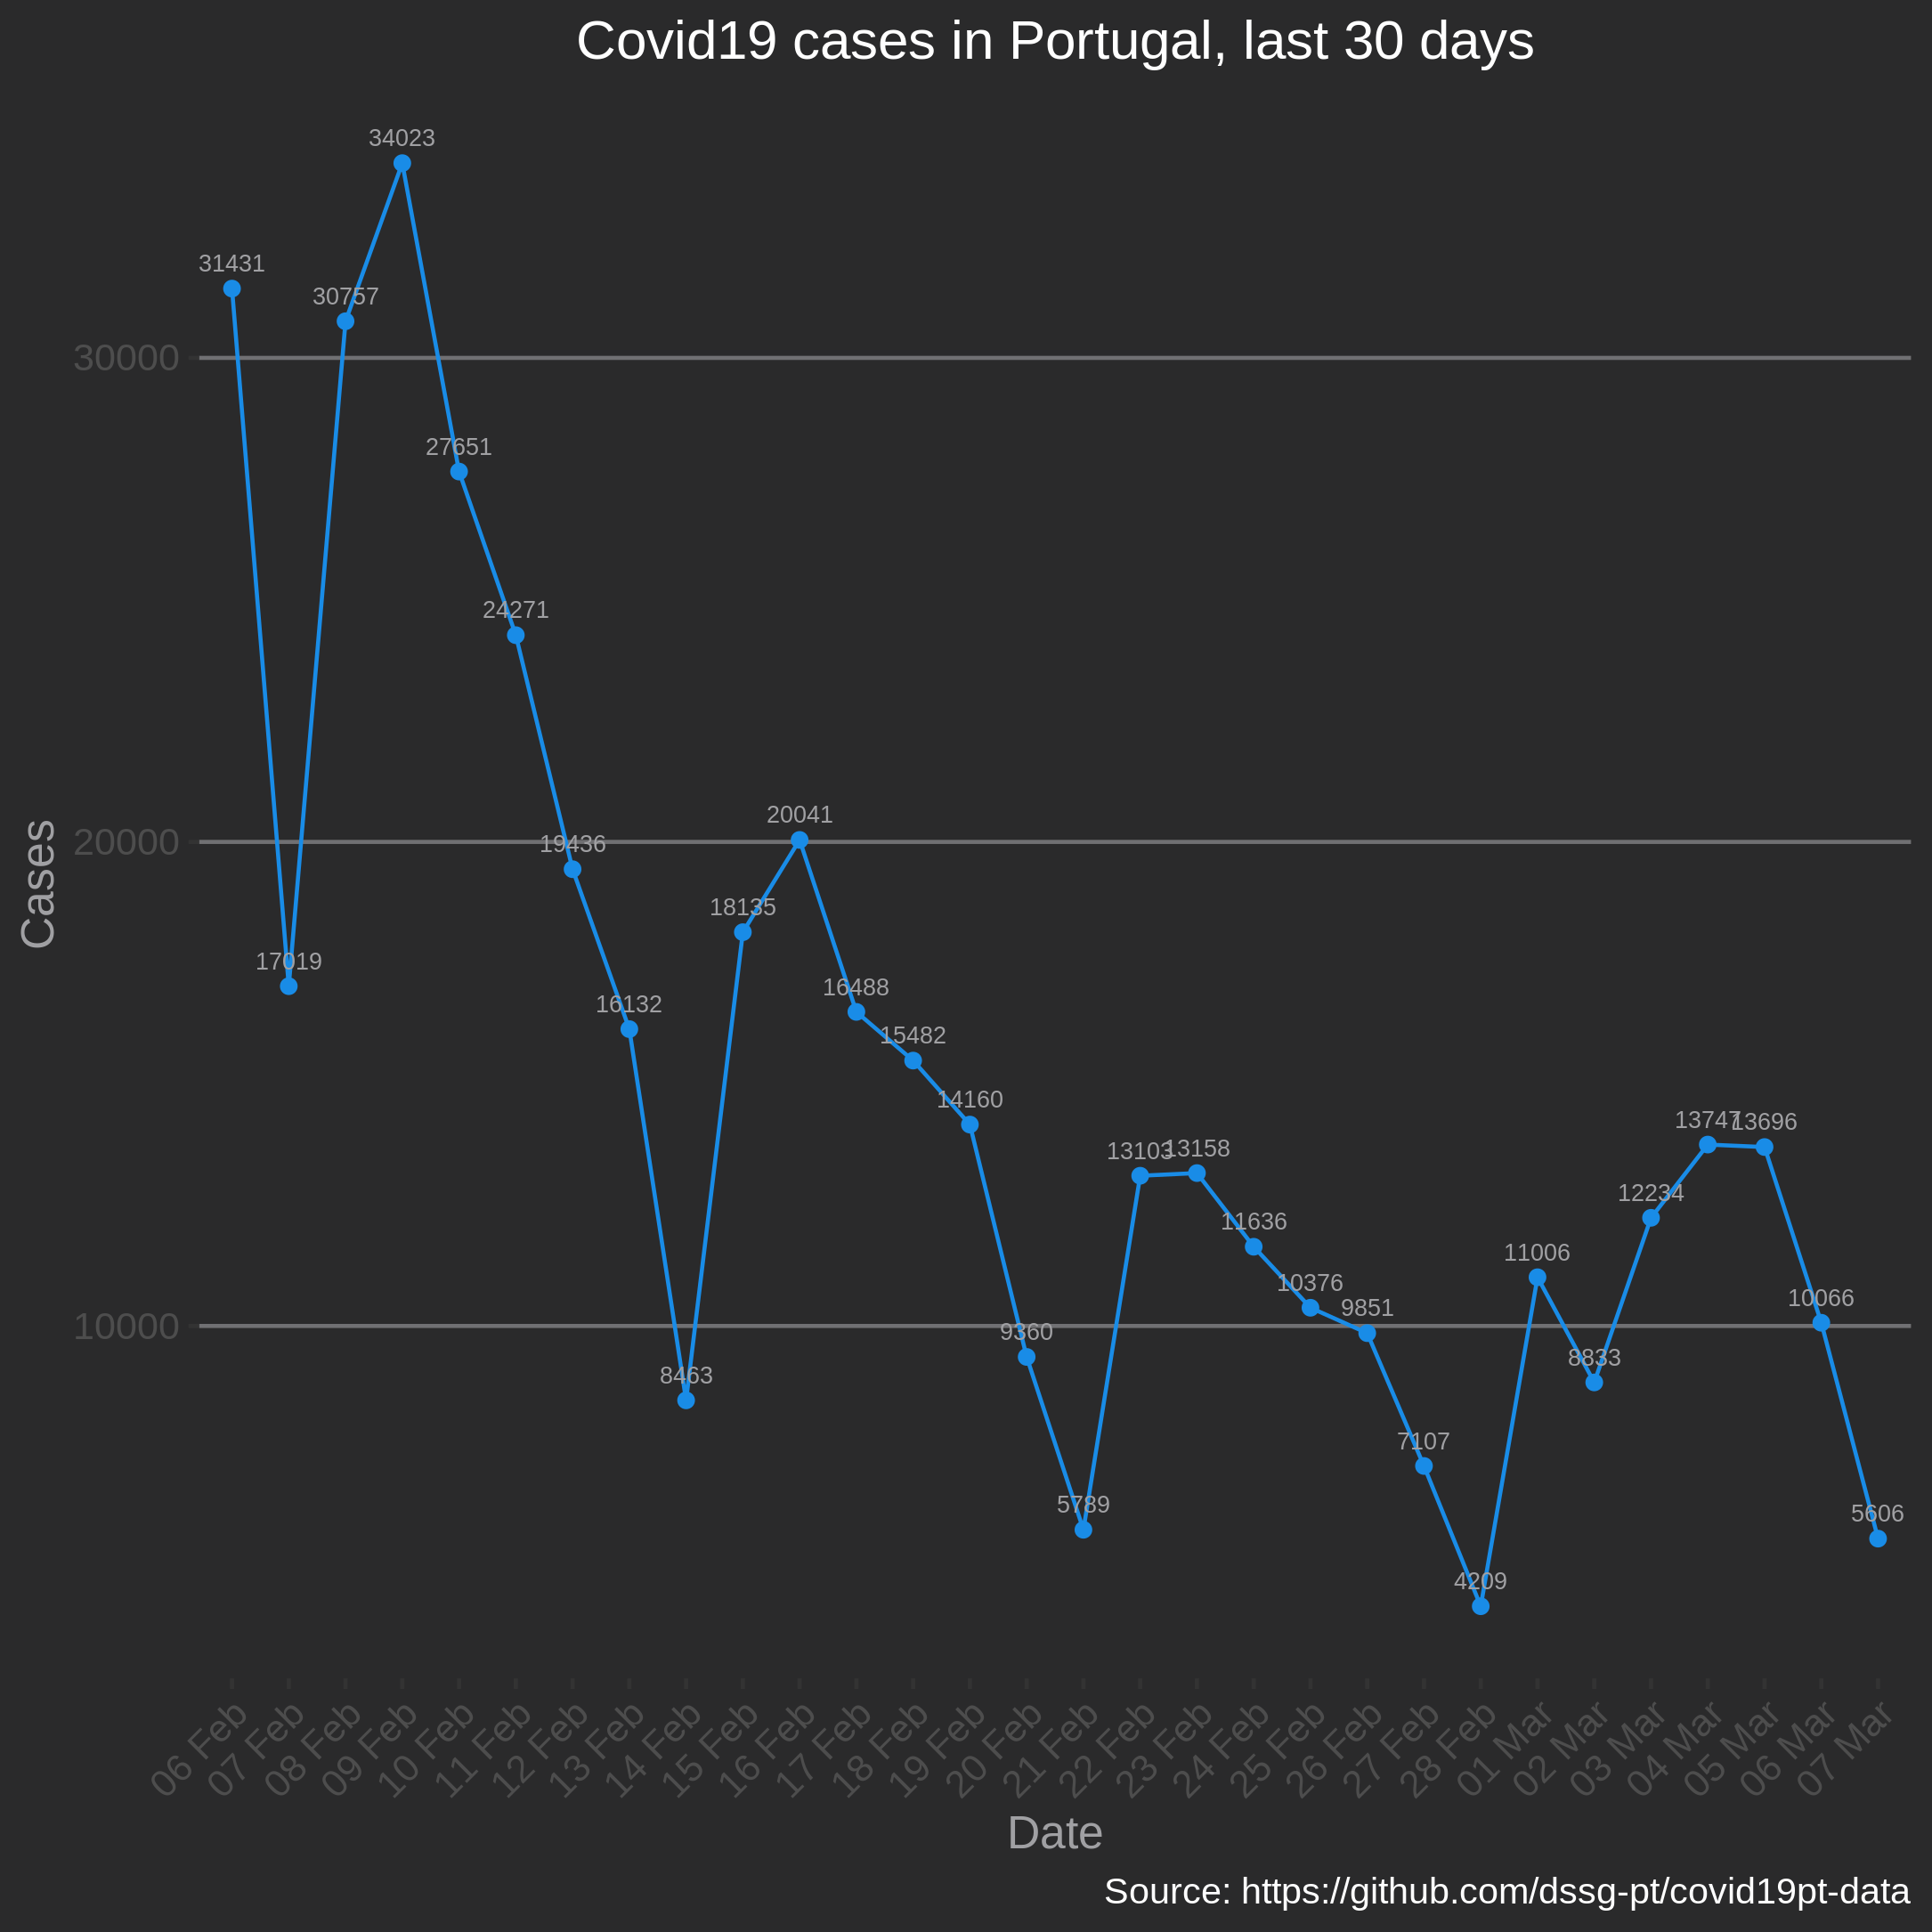 Covid19 cases in Portugal, last 30 days
34023
31431
30757
30000
27651
24271
20041
20000
19436
18135
17019
16488
16132
15482
14160
13747
13696
13103
13158
12234
11636
11006
10376
10066
9851
10000
9360
8833
8463
7107
5789
5606
4209
Cases
06 Feb
07 Feb
08 Feb
09 Feb
10 Feb
11 Feb
12 Feb
13 Feb
14 Feb
15 Feb
16 Feb
17 Feb
18 Feb
19 Feb
20 Feb
21 Feb
22 Feb
23 Feb
24 Feb
25 Feb
26 Feb
27 Feb
28 Feb
01 Mar
02 Mar
03 Mar
04 Mar
05 Mar
06 Mar
07 Mar
Date
Source: https://github.com/dssg-pt/covid19pt-data